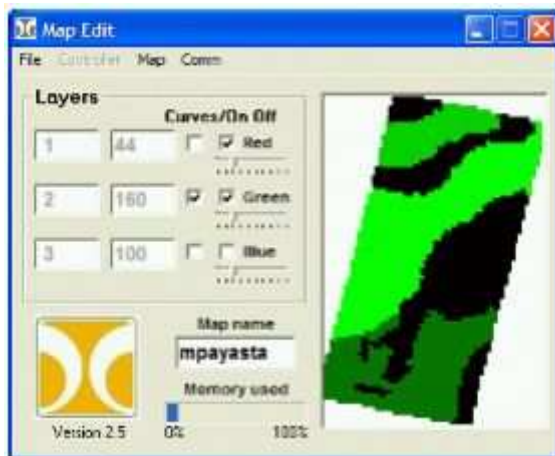 Map Edit
File Controller Map Comm
Layers
Curves/On Off
1 44 Red
2 160 Green
3 100 Blue
Map name
mpayasta
Memory used
Version 2.5 0% 100%